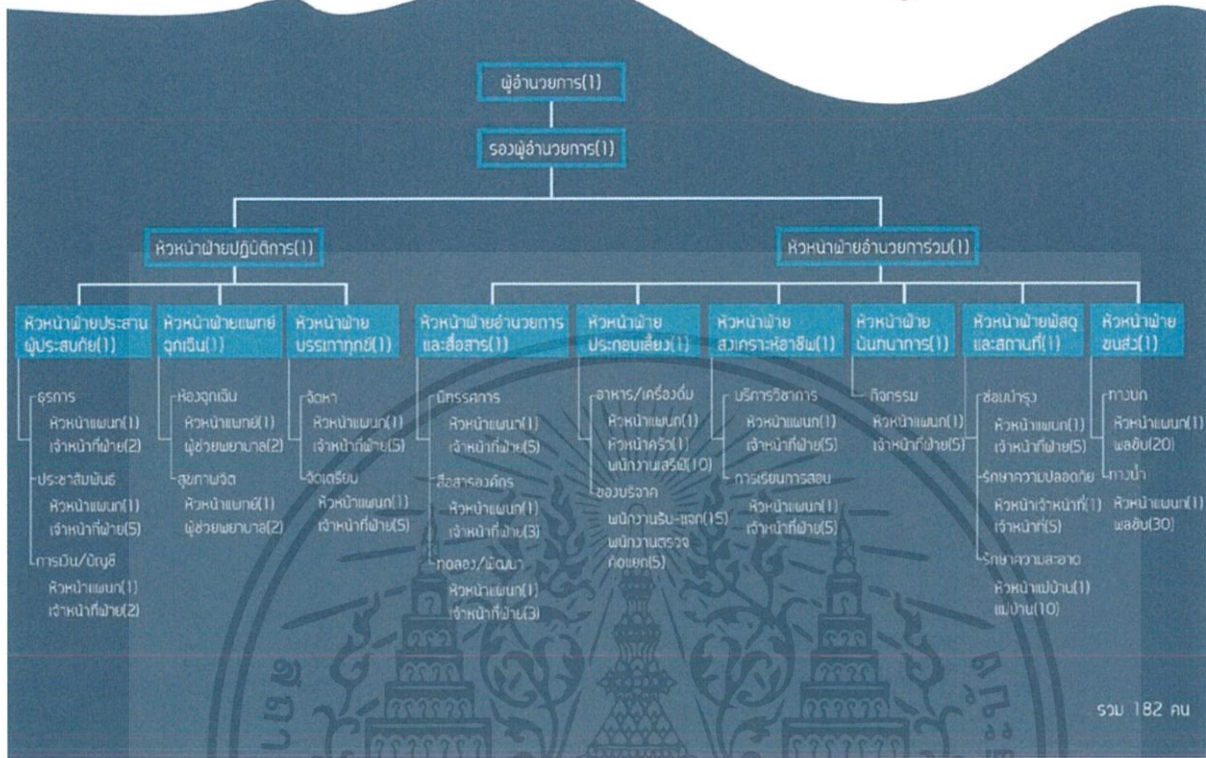 ผู้อำนวยการ(1)
รองผู้อำนวยการ(1)
หัวหน้าฝ่ายปฏิบัติการ(1)
หัวหน้าฝ่ายอำนวยการร่วม(1)
หัวหน้าฝ่ายประสาน
ผู้ประสบภัย(1)
ธุรการ
หัวหน้าแผนก(1)
เจ้าหน้าที่ฝ่าย(2)
ประชาสัมพันธ์
หัวหน้าแผนก(1)
เจ้าหน้าที่ฝ่าย(5)
การเงิน/บัญชี
หัวหน้าแผนก(1)
เจ้าหน้าที่ฝ่าย(2)
หัวหน้าฝ่ายแพทย์
ฉุกเฉิน(1)
ห้องฉุกเฉิน
หัวหน้าแพทย์(1)
ผู้ช่วยพยาบาล(2)
สุขภาพจิต
หัวหน้าแพทย์(1)
ผู้ช่วยพยาบาล(2)
หัวหน้าฝ่าย
บรรเทาทุกข์(1)
จัดหา
หัวหน้าแผนก(1)
เจ้าหน้าที่ฝ่าย(5)
จัดเตรียม
หัวหน้าแผนก(1)
เจ้าหน้าที่ฝ่าย(5)
หัวหน้าฝ่ายอำนวยการ
และสื่อสาร(1)
นิทรรศการ
หัวหน้าแผนก(1)
เจ้าหน้าที่ฝ่าย(5)
สื่อสารองค์กร
หัวหน้าแผนก(1)
เจ้าหน้าที่ฝ่าย(3)
ทดลอง/พัฒนา
หัวหน้าแผนก(1)
เจ้าหน้าที่ฝ่าย(3)
หัวหน้าฝ่าย
ประกอบเลี้ยง(1)
อาหาร/เครื่องดื่ม
หัวหน้าแผนก(1)
หัวหน้าครัว(1)
พนักงานเสริฟ(10)
ของบริจาค
พนักงานรับ-แจก(15)
พนักงานตรวจ
คัดแยก(5)
หัวหน้าฝ่าย
สงเคราะห์อาชีพ(1)
บริการวิชาการ
หัวหน้าแผนก(1)
เจ้าหน้าที่ฝ่าย(5)
การเรียนการสอน
หัวหน้าแผนก(1)
เจ้าหน้าที่ฝ่าย(5)
หัวหน้าฝ่าย
นันทนาการ(1)
กิจกรรม
หัวหน้าแผนก(1)
เจ้าหน้าที่ฝ่าย(5)
หัวหน้าฝ่ายพัสดุ
และสถานที่(1)
ซ่อมบำรุง
หัวหน้าแผนก(1)
เจ้าหน้าที่ฝ่าย(5)
รักษาความปลอดภัย
หัวหน้าเจ้าหน้าที่(1)
เจ้าหน้าที่(5)
รักษาความสะอาด
หัวหน้าแม่บ้าน(1)
แม่บ้าน(10)
หัวหน้าฝ่าย
ขนส่ง(1)
ทางบก
หัวหน้าแผนก(1)
พลขับ(20)
ทางน้ำ
หัวหน้าแผนก(1)
พลขับ(30)
รวม 182 คน